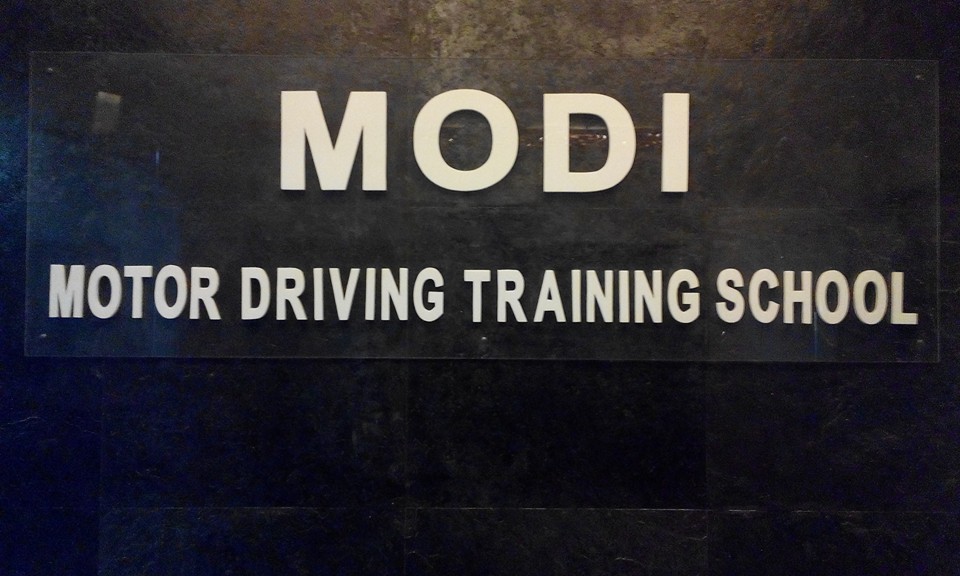 MODI
MOTOR DRIVING TRAINING SCHOOL